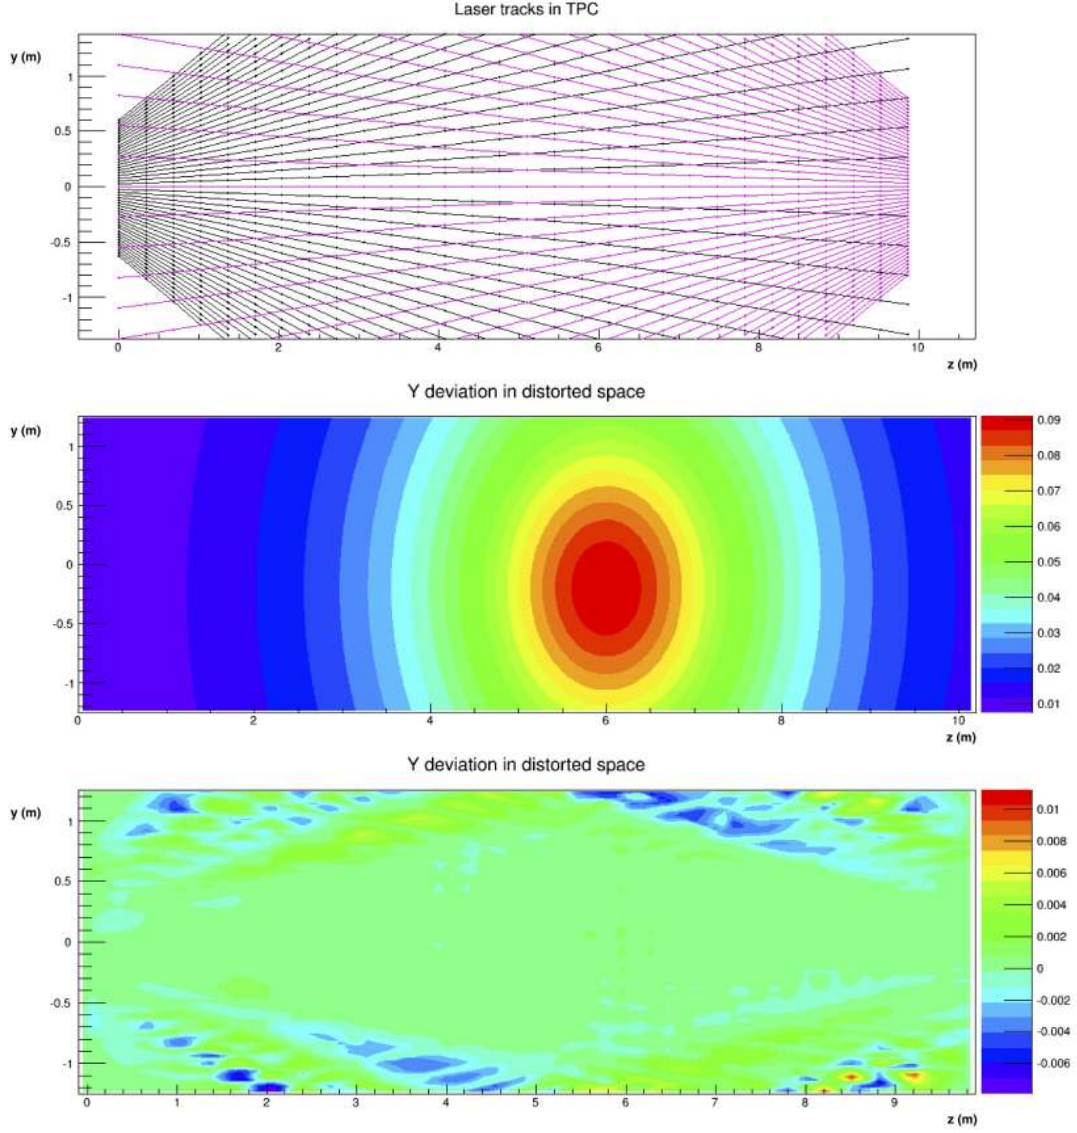 Laser tracks in TPC
y (m)
1
0.5
0
-0.5
-1
0 2 4 6 8 10
z (m)
Y deviation in distorted space
y (m)
1
0.5
0
-0.5
-1
0 2 4 6 8 10
z (m)
0.09
0.08
0.07
0.06
0.05
0.04
0.03
0.02
0.01
Y deviation in distorted space
y (m)
1
0.5
0
-0.5
-1
0 1 2 3 4 5 6 7 8 9
z (m)
0.01
0.008
0.006
0.004
0.002
0
-0.002
-0.004
-0.006